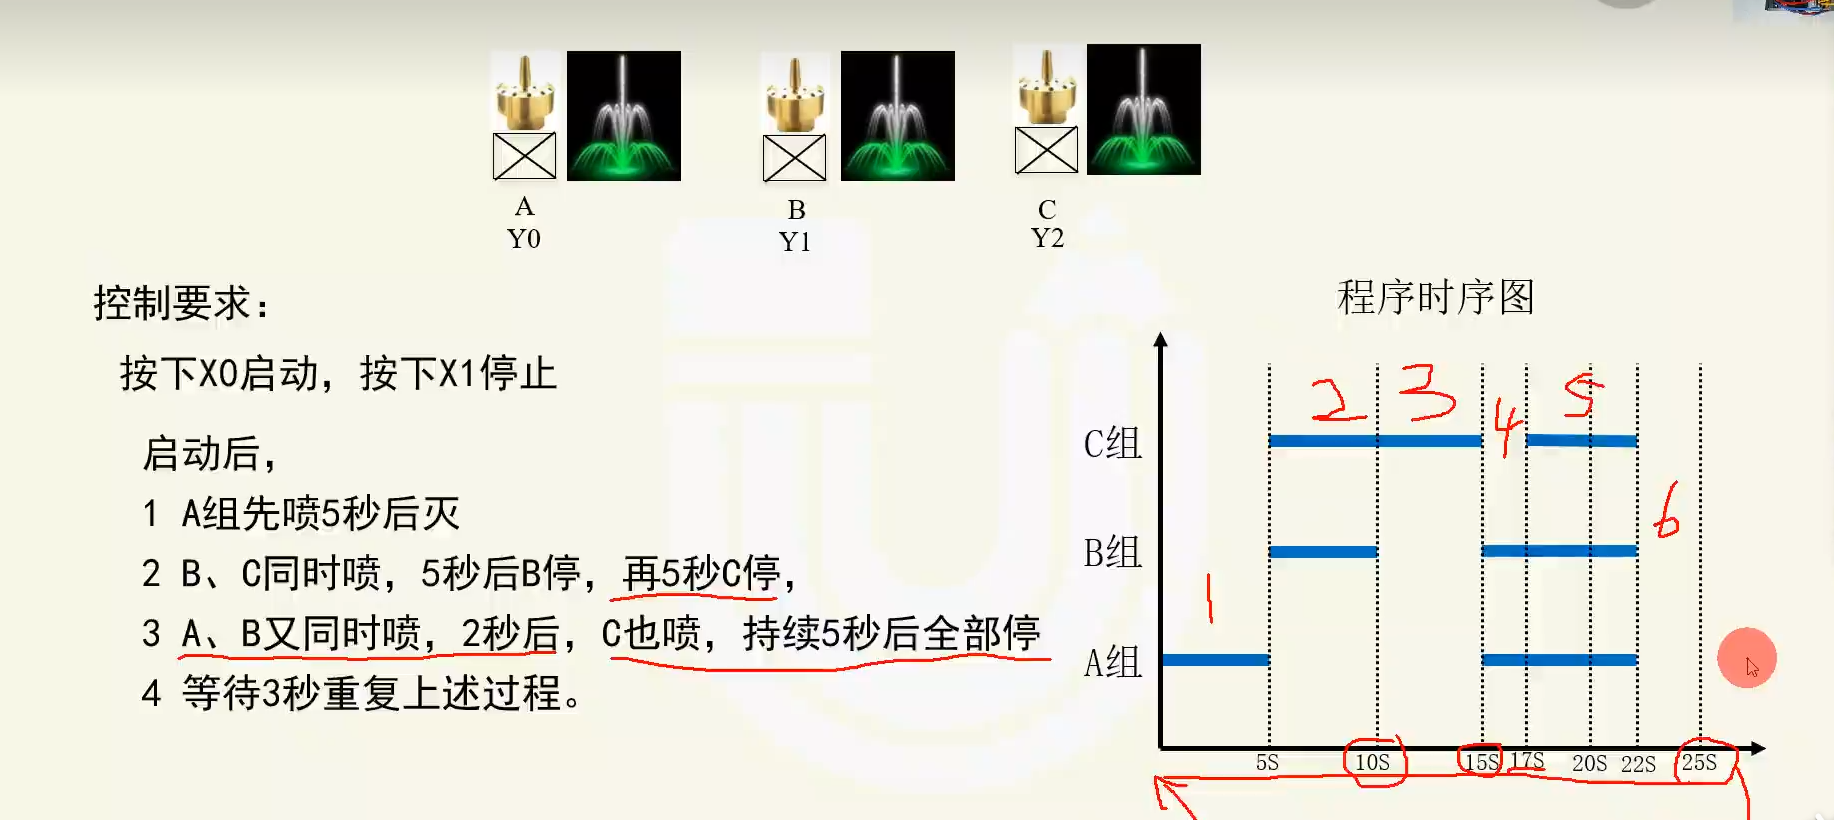 A
Y0
B
Y1
C
Y2
控制要求：
按下X0启动，按下X1停止
启动后，
1 A组先喷5秒后灭
2 B、C同时喷，5秒后B停，再5秒C停，
3 A、B又同时喷，2秒后，C也喷，持续5秒后全部停
4 等待3秒重复上述过程。
程序时序图
2 3 4 5
C组
6
B组
1
A组
5S 10S 15S 17S 20S 22S 25S